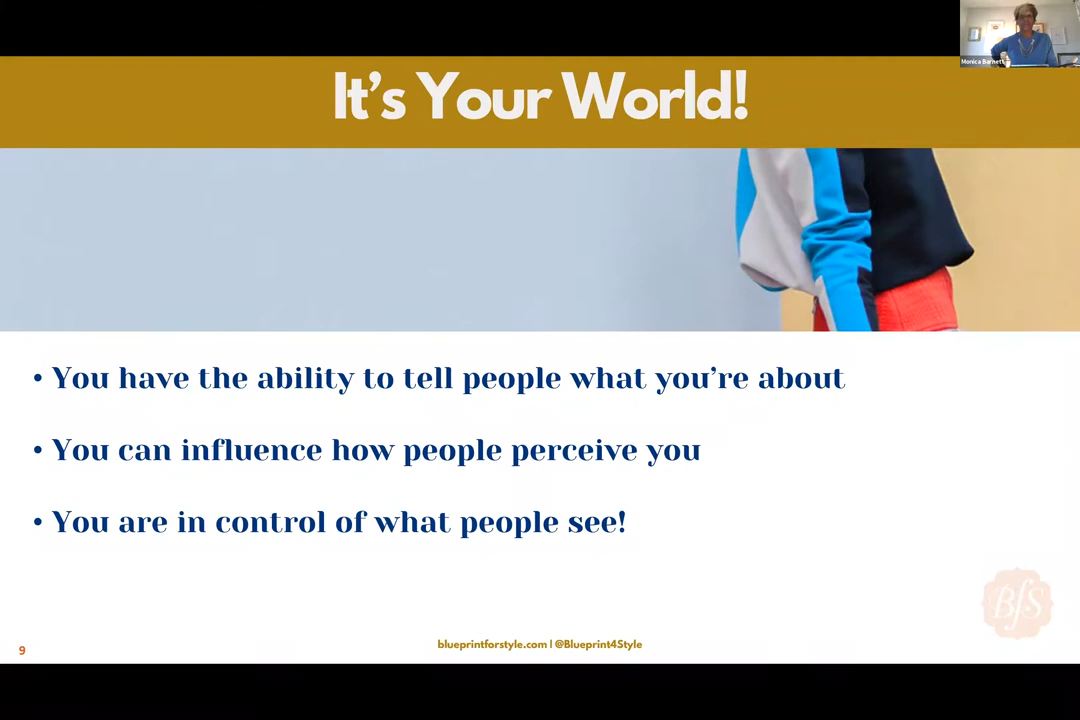 Monica Barnett
It's Your World!
• You have the ability to tell people what you're about
• You can influence how people perceive you
• You are in control of what people see!
BfS
9
blueprintforstyle.com | @Blueprint4Style